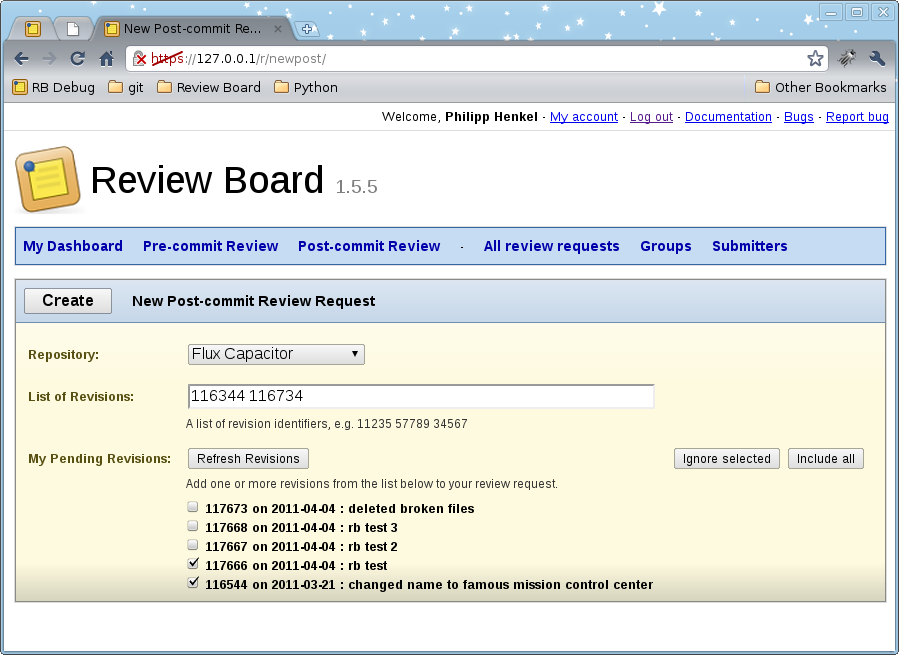 New Post-commit Review Re...
https://127.0.0.1/r/newpost/
RB Debug git Review Board Python Other Bookmarks
Welcome, Philipp Henkel · My account · Log out · Documentation · Bugs · Report bug
Review Board 1.5.5
My Dashboard Pre-commit Review Post-commit Review · All review requests Groups Submitters
Create New Post-commit Review Request
Repository: Flux Capacitor
List of Revisions: 116344 116734
A list of revision identifiers, e.g. 11235 57789 34567
My Pending Revisions: Refresh Revisions Ignore selected Include all
Add one or more revisions from the list below to your review request.
117673 on 2011-04-04 : deleted broken files
117668 on 2011-04-04 : rb test 3
117667 on 2011-04-04 : rb test 2
117666 on 2011-04-04 : rb test
116544 on 2011-03-21 : changed name to famous mission control center